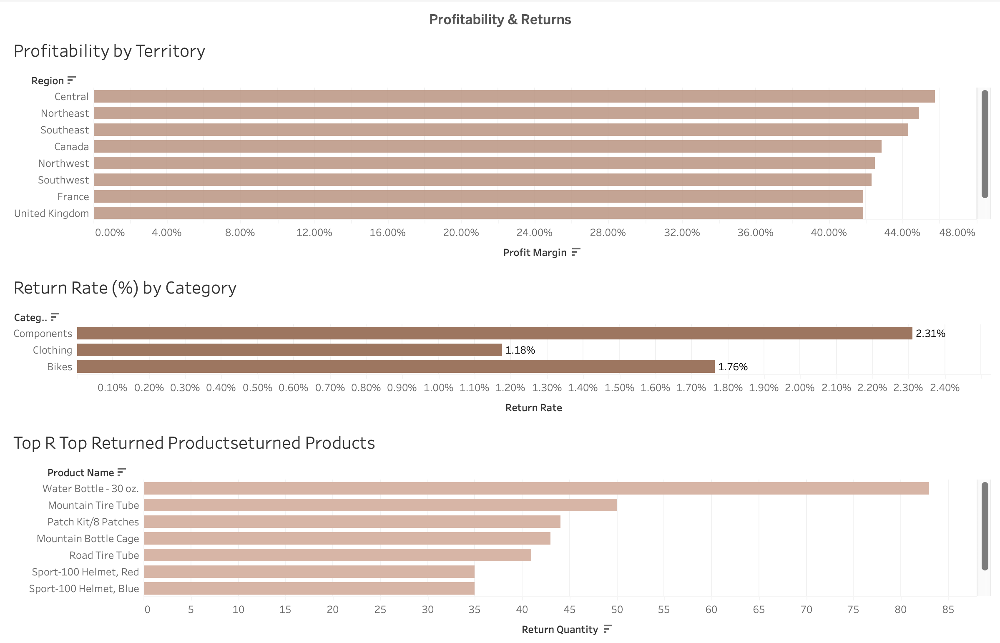 Profitability & Returns
Profitability by Territory
Region
Central
Northeast
Southeast
Canada
Northwest
Southwest
France
United Kingdom
0.00% 4.00% 8.00% 12.00% 16.00% 20.00% 24.00% 28.00% 32.00% 36.00% 40.00% 44.00% 48.00%
Profit Margin
Return Rate (%) by Category
Categ..
Components 2.31%
Clothing 1.18%
Bikes 1.76%
0.10% 0.20% 0.30% 0.40% 0.50% 0.60% 0.70% 0.80% 0.90% 1.00% 1.10% 1.20% 1.30% 1.40% 1.50% 1.60% 1.70% 1.80% 1.90% 2.00% 2.10% 2.20% 2.30% 2.40%
Return Rate
Top R Top Returned Productseturned Products
Product Name
Water Bottle - 30 oz.
Mountain Tire Tube
Patch Kit/8 Patches
Mountain Bottle Cage
Road Tire Tube
Sport-100 Helmet, Red
Sport-100 Helmet, Blue
0 5 10 15 20 25 30 35 40 45 50 55 60 65 70 75 80 85
Return Quantity